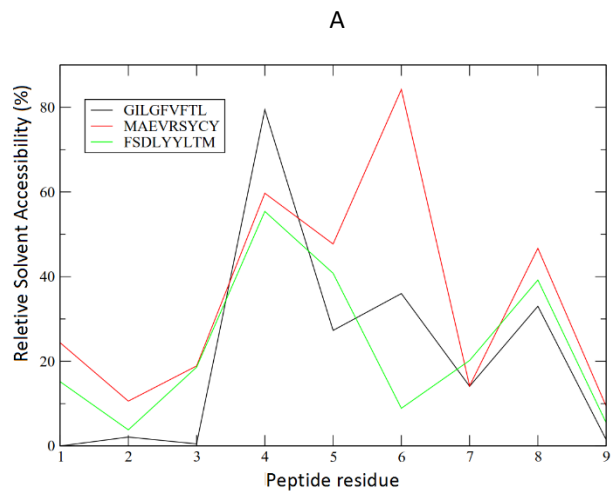 A
Reletive Solvent Accessibility (%)
80
60
40
20
0
GILGFVFTL
MAEVRSYCY
FSDLYYLTM
1 2 3 4 5 6 7 8 9
Peptide residue